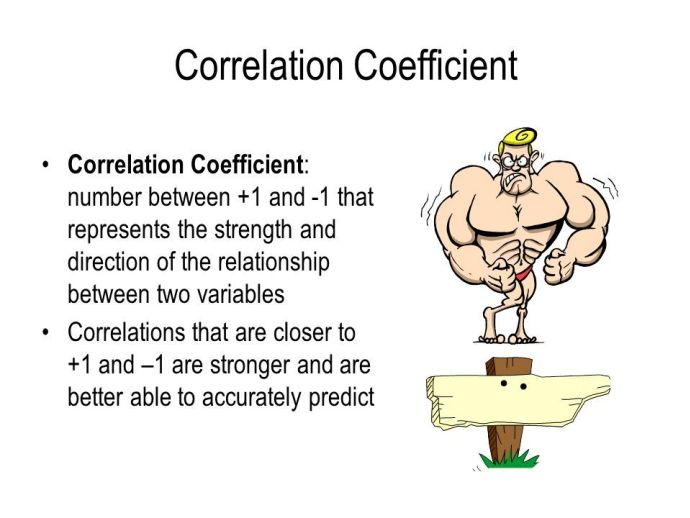 Correlation Coefficient
• Correlation Coefficient:
number between +1 and -1 that
represents the strength and
direction of the relationship
between two variables
• Correlations that are closer to
+1 and –1 are stronger and are
better able to accurately predict